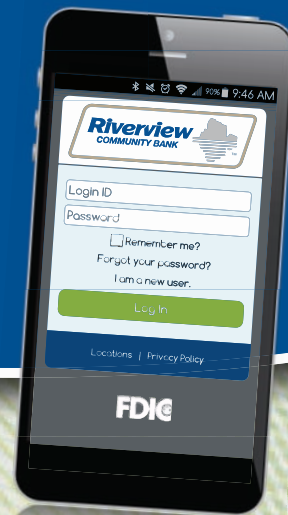 90% 9:46 AM
Riverview
COMMUNITY BANK
Login ID
Password
Remember me?
Forgot your password?
I am a new user.
Log In
Locations | Privacy Policy
FDIC